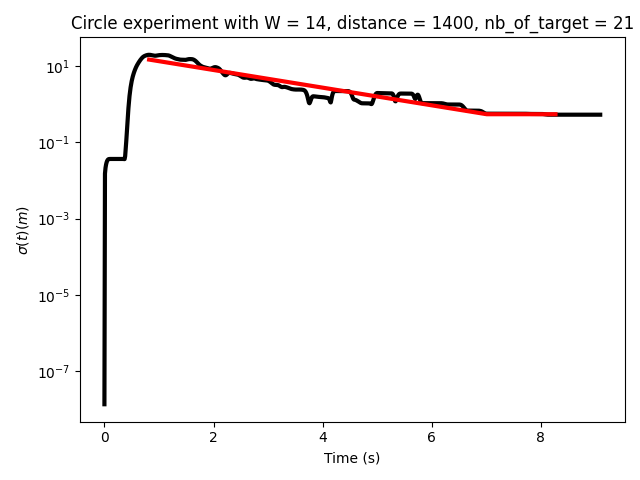 Circle experiment with W = 14, distance = 1400, nb_of_target = 21
10¹
10⁻¹
10⁻³
10⁻⁵
10⁻⁷
σ(t)(m)
0 2 4 6 8
Time (s)